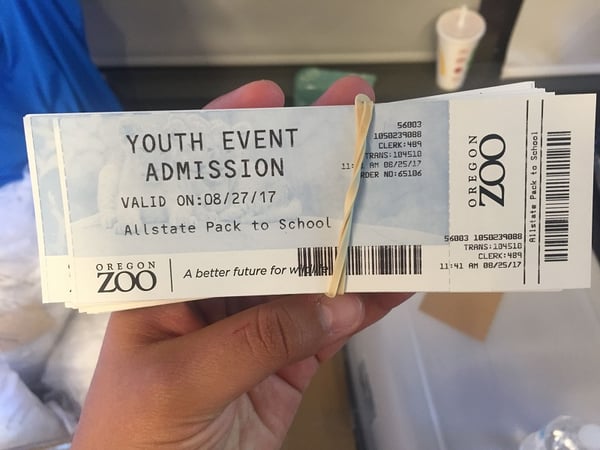 YOUTH EVENT
ADMISSION
VALID ON:08/27/17
Allstate Pack to School
OREGON
ZOO
A better future for wildlife
56003
1050239088
CLERK:489
TRANS:104510
AM 08/25/17
NO:65106
OREGON
ZOO
56003 1050239088
TRANS:104510
CLERK:489
11:41 AM 08/25/17
Allstate Pack to School